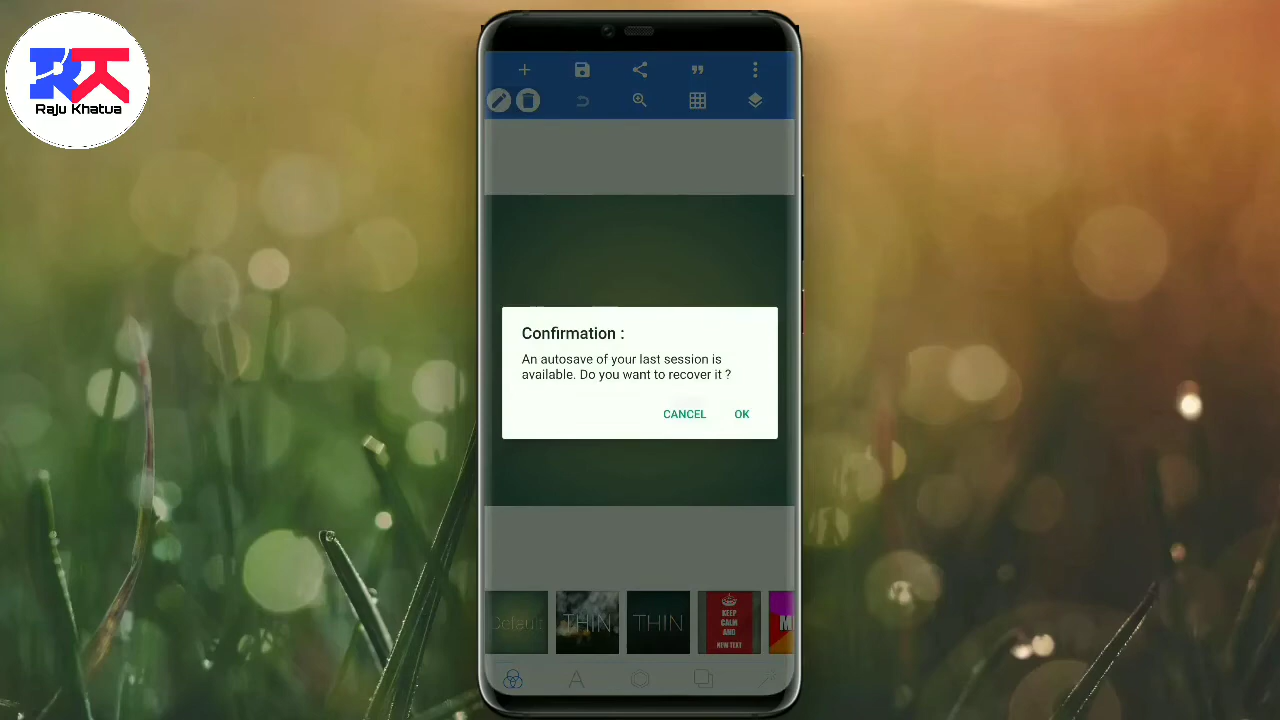 RK
Raju Khatua
Confirmation :
An autosave of your last session is
available. Do you want to recover it ?
CANCEL
OK
Default
THIN
THIN
KEEP
CALM
AND
NEW TEXT
M
A